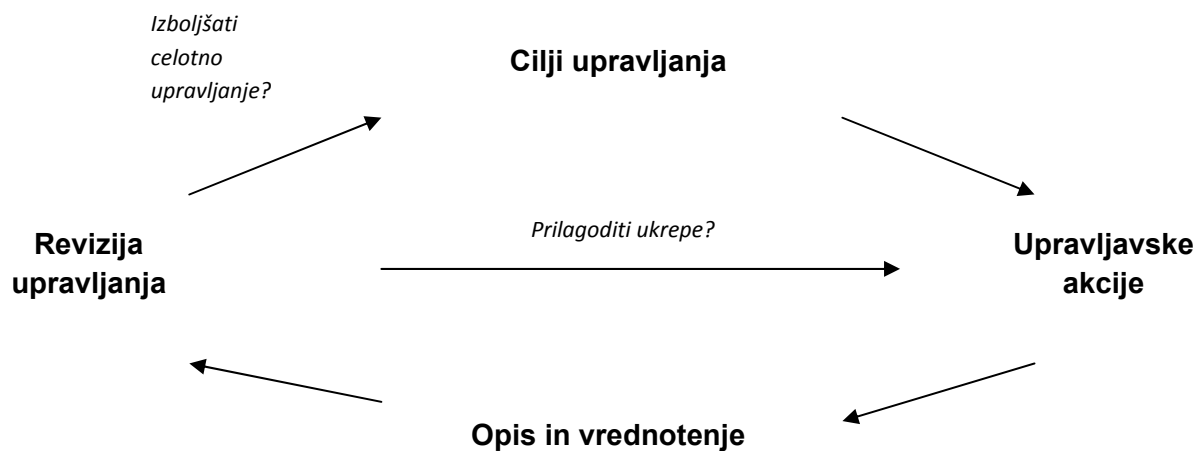 Izboljšati
celotno
upravljanje?
Cilji upravljanja
Prilagoditi ukrepe?
Revizija
upravljanja
Upravljavske
akcije
Opis in vrednotenje